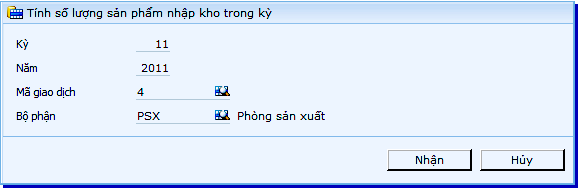 Tính số lượng sản phẩm nhập kho trong kỳ
Kỳ 11
Năm 2011
Mã giao dịch 4
Bộ phận PSX Phòng sản xuất
Nhận Hủy